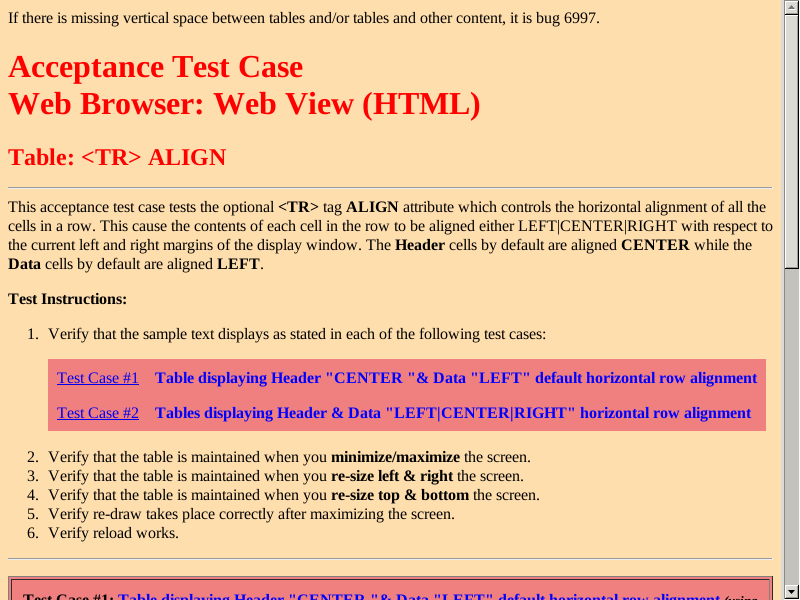 If there is missing vertical space between tables and/or tables and other content, it is bug 6997.
Acceptance Test Case
Web Browser: Web View (HTML)
Table: <TR> ALIGN
This acceptance test case tests the optional <TR> tag ALIGN attribute which controls the horizontal alignment of all the
cells in a row. This cause the contents of each cell in the row to be aligned either LEFT|CENTER|RIGHT with respect to
the current left and right margins of the display window. The Header cells by default are aligned CENTER while the
Data cells by default are aligned LEFT.
Test Instructions:
1. Verify that the sample text displays as stated in each of the following test cases:
Test Case #1 Table displaying Header "CENTER "& Data "LEFT" default horizontal row alignment
Test Case #2 Tables displaying Header & Data "LEFT|CENTER|RIGHT" horizontal row alignment
2. Verify that the table is maintained when you minimize/maximize the screen.
3. Verify that the table is maintained when you re-size left & right the screen.
4. Verify that the table is maintained when you re-size top & bottom the screen.
5. Verify re-draw takes place correctly after maximizing the screen.
6. Verify reload works.
Test Case #1: Table displaying Header "CENTER "& Data "LEFT" default horizontal row alignment (using